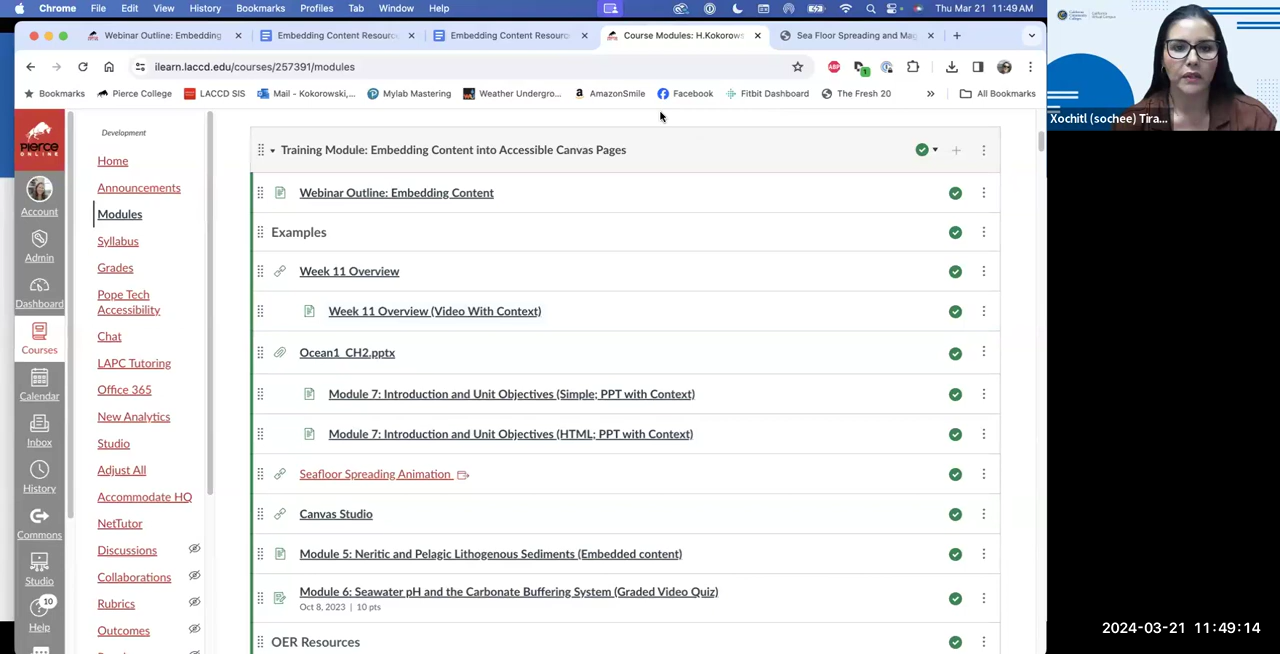 Chrome File Edit View History Bookmarks Profiles Tab Window Help Thu Mar 21 11:49 AM
Webinar Outline: Embedding Embedding Content Resource Embedding Content Resource Course Modules: H.Kokorows Sea Floor Spreading and Mag
ilearn.laccd.edu/courses/257391/modules
Bookmarks Pierce College LACCD SIS Mail - Kokorowski,... Mylab Mastering Weather Undergro... AmazonSmile Facebook Fitbit Dashboard The Fresh 20 » All Bookmarks
Xochitl (sochee) Tira...
PIERCE
ONLINE
Account
Admin
Dashboard
Courses
Calendar
Inbox
History
Commons
Studio
10
Help
Development
Home
Announcements
Modules
Syllabus
Grades
Pope Tech
Accessibility
Chat
LAPC Tutoring
Office 365
New Analytics
Studio
Adjust All
Accommodate HQ
NetTutor
Discussions
Collaborations
Rubrics
Outcomes
Training Module: Embedding Content into Accessible Canvas Pages
Webinar Outline: Embedding Content
Examples
Week 11 Overview
Week 11 Overview (Video With Context)
Ocean1_CH2.pptx
Module 7: Introduction and Unit Objectives (Simple; PPT with Context)
Module 7: Introduction and Unit Objectives (HTML; PPT with Context)
Seafloor Spreading Animation
Canvas Studio
Module 5: Neritic and Pelagic Lithogenous Sediments (Embedded content)
Module 6: Seawater pH and the Carbonate Buffering System (Graded Video Quiz)
Oct 8, 2023 | 10 pts
OER Resources
2024-03-21 11:49:14